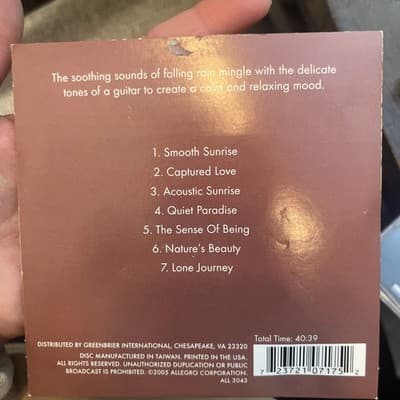 The soothing sounds of falling rain mingle with the delicate
tones of a guitar to create a calm and relaxing mood.
1. Smooth Sunrise
2. Captured Love
3. Acoustic Sunrise
4. Quiet Paradise
5. The Sense Of Being
6. Nature's Beauty
7. Lone Journey
Total Time: 40:39
DISTRIBUTED BY GREENBRIER INTERNATIONAL, CHESAPEAKE, VA 23320
DISC MANUFACTURED IN TAIWAN. PRINTED IN THE USA.
ALL RIGHTS RESERVED. UNAUTHORIZED DUPLICATION OR PUBLIC
BROADCAST IS PROHIBITED. ©2005 ALLEGRO CORPORATION.
ALL 3043
7 23721 07175 2